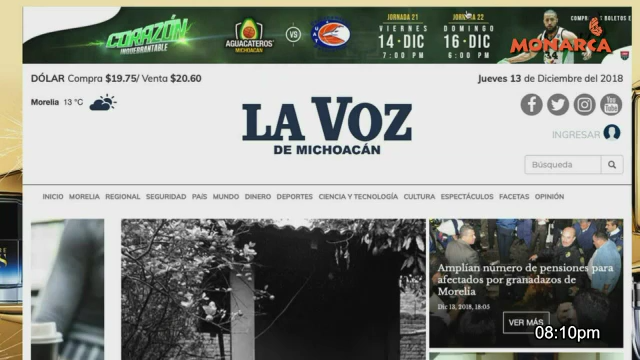 CORAZÓN
INQUEBRANTABLE
AGUACATEROS
MICHOACÁN
VS
JORNADA 21
VIERNES
14·DIC
7:00 PM
JORNADA 22
DOMINGO
16·DIC
6:00 PM
MONARCA
DÓLAR Compra $19.75/ Venta $20.60
Jueves 13 de Diciembre del 2018
Morelia 13 °C
LA VOZ
DE MICHOACÁN
You
Tube
INGRESAR
Búsqueda
INICIO MORELIA REGIONAL SEGURIDAD PAÍS MUNDO DINERO DEPORTES CIENCIA Y TECNOLOGÍA CULTURA ESPECTÁCULOS FACETAS OPINIÓN
Amplían número de pensiones para
afectados por granadazos de
Morelia
Dic 13, 2018, 18:05
VER MÁS
08:10pm